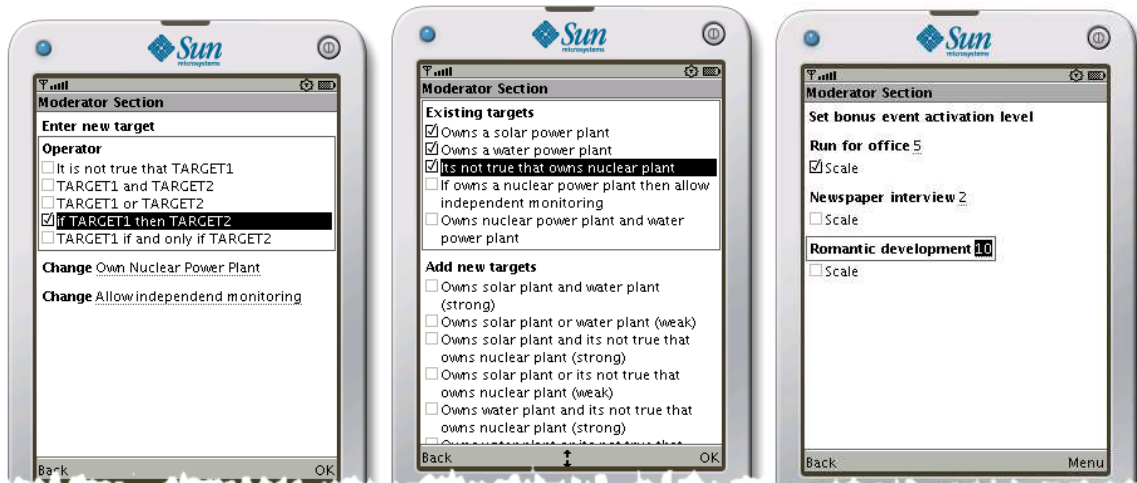 Sun
microsystems
Moderator Section
Enter new target
Operator
It is not true that TARGET1
TARGET1 and TARGET2
TARGET1 or TARGET2
if TARGET1 then TARGET2
TARGET1 if and only if TARGET2
Change Own Nuclear Power Plant
Change Allow independend monitoring
Back OK
Sun
microsystems
Moderator Section
Existing targets
Owns a solar power plant
Owns a water power plant
Its not true that owns nuclear plant
If owns a nuclear power plant then allow
independent monitoring
Owns nuclear power plant and water
power plant
Add new targets
Owns solar plant and water plant
(strong)
Owns solar plant or water plant (weak)
Owns solar plant and its not true that
owns nuclear plant (strong)
Owns solar plant or its not true that
owns nuclear plant (weak)
Owns water plant and its not true that
owns nuclear plant (strong)
Back OK
Sun
microsystems
Moderator Section
Set bonus event activation level
Run for office 5
Scale
Newspaper interview 2
Scale
Romantic development 10
Scale
Back Menu